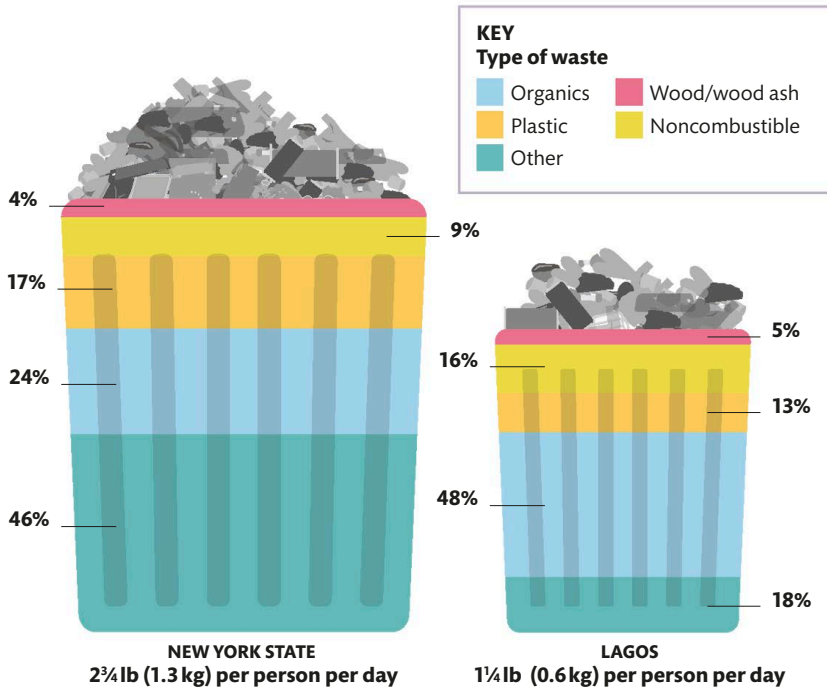 KEY
Type of waste
Organics
Wood/wood ash
Plastic
Noncombustible
Other
4%
9%
17%
24%
46%
5%
16%
13%
48%
18%
NEW YORK STATE
2¾ lb (1.3 kg) per person per day
LAGOS
1¼ lb (0.6 kg) per person per day